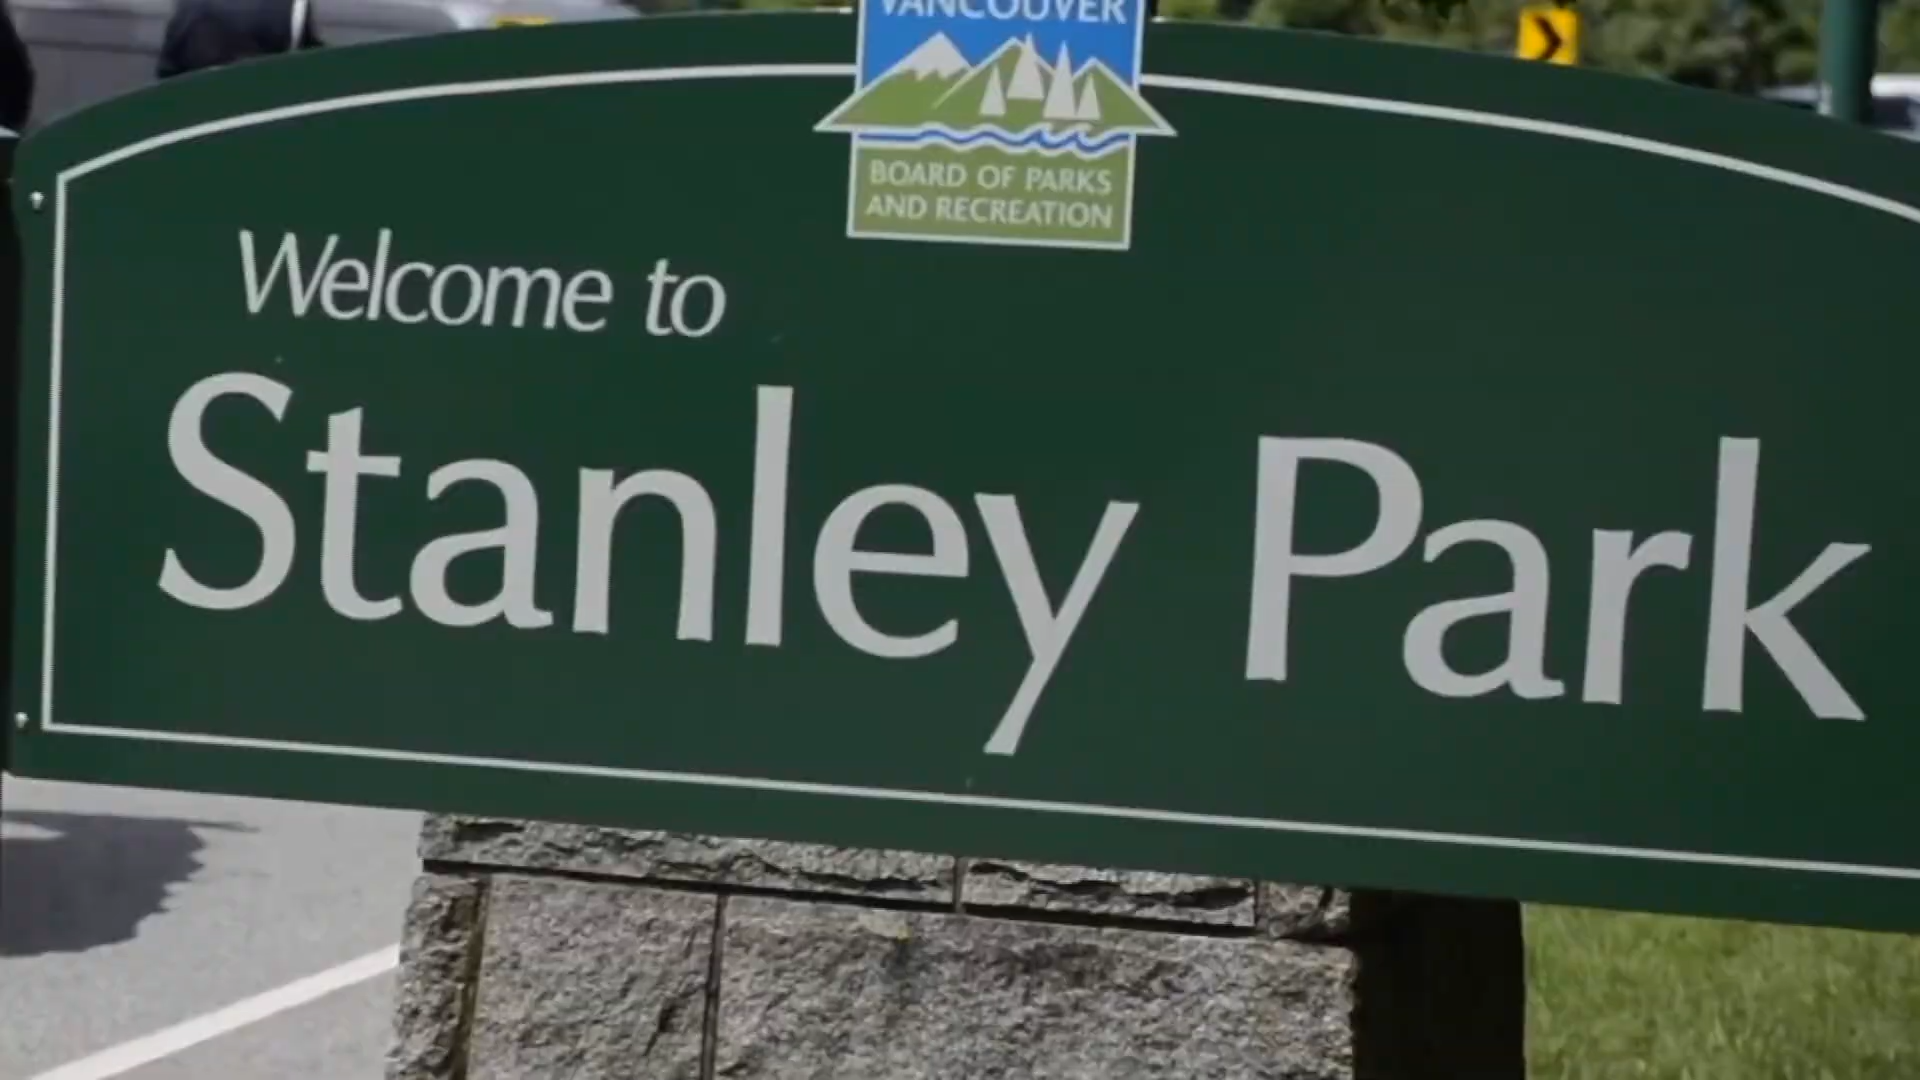 VANCOUVER
BOARD OF PARKS
AND RECREATION
Welcome to
Stanley Park